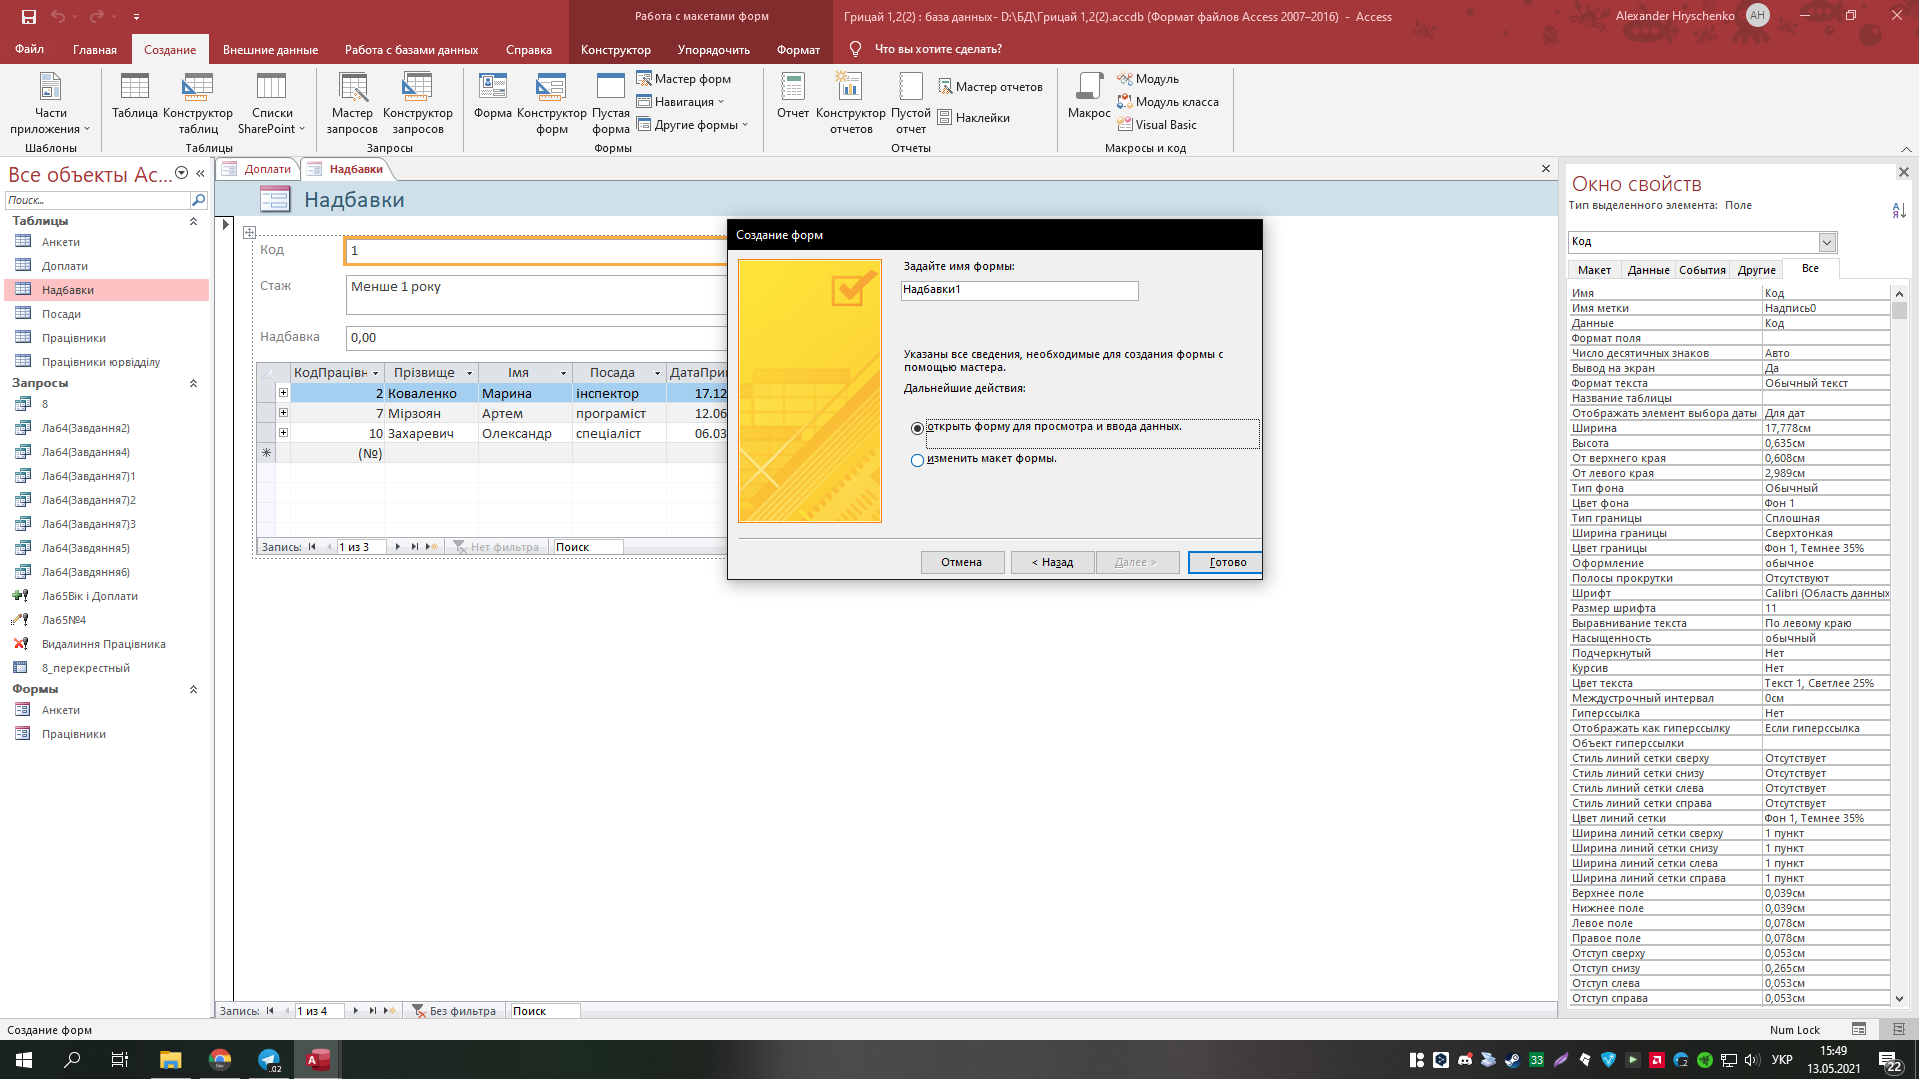 Работа с макетами форм
Грицай 1,2(2) : база данных- D:\БД\Грицай 1,2(2).accdb (Формат файлов Access 2007–2016) - Access
Alexander Hryschenko
AH
Файл
Главная
Создание
Внешние данные
Работа с базами данных
Справка
Конструктор
Упорядочить
Формат
Что вы хотите сделать?
Части приложения
Таблица
Конструктор таблиц
Списки SharePoint
Мастер запросов
Конструктор запросов
Форма
Конструктор форм
Пустая форма
Мастер форм
Навигация
Другие формы
Отчет
Конструктор отчетов
Пустой отчет
Мастер отчетов
Наклейки
Макрос
Модуль
Модуль класса
Visual Basic
Шаблоны
Таблицы
Запросы
Формы
Отчеты
Макросы и код
Все объекты Ac...
Поиск...
Таблицы
Анкети
Доплати
Надбавки
Посади
Працівники
Працівники юрвідділу
Запросы
8
Ла64(Завдання2)
Ла64(Завдання4)
Ла64(Завдання7)1
Ла64(Завдання7)2
Ла64(Завдання7)3
Ла64(Завдяння5)
Ла64(Завдяння6)
Ла65Вік і Доплати
Ла65№4
Видалиння Працівника
8_перекрестный
Формы
Анкети
Працівники
Доплати
Надбавки
Надбавки
Код
1
Стаж
Менше 1 року
Надбавка
0,00
КодПрацівн Прізвище Імя Посада ДатаПри
2 Коваленко Марина інспектор 17.12
7 Мірзоян Артем програміст 12.06
10 Захаревич Олександр спеціаліст 06.03
(№)
Запись: 1 из 3 Нет фильтра Поиск
Создание форм
Задайте имя формы:
Надбавки1
Указаны все сведения, необходимые для создания формы с
помощью мастера.
Дальнейшие действия:
открыть форму для просмотра и ввода данных.
изменить макет формы.
Отмена
< Назад
Далее >
Готово
Окно свойств
Тип выделенного элемента: Поле
Код
Макет Данные События Другие Все
Имя Код
Имя метки Надпись0
Данные Код
Формат поля
Число десятичных знаков Авто
Вывод на экран Да
Формат текста Обычный текст
Название таблицы
Отображать элемент выбора даты Для дат
Ширина 17,778см
Высота 0,635см
От верхнего края 0,608см
От левого края 2,989см
Тип фона Обычный
Цвет фона Фон 1
Тип границы Сплошная
Ширина границы Сверхтонкая
Цвет границы Фон 1, Темнее 35%
Оформление обычное
Полосы прокрутки Отсутствуют
Шрифт Calibri (Область данных
Размер шрифта 11
Выравнивание текста По левому краю
Насыщенность обычный
Подчеркнутый Нет
Курсив Нет
Цвет текста Текст 1, Светлее 25%
Междустрочный интервал 0см
Гиперссылка Нет
Отображать как гиперссылку Если гиперссылка
Объект гиперссылки
Стиль линий сетки сверху Отсутствует
Стиль линий сетки снизу Отсутствует
Стиль линий сетки слева Отсутствует
Стиль линий сетки справа Отсутствует
Цвет линий сетки Фон 1, Темнее 35%
Ширина линий сетки сверху 1 пункт
Ширина линий сетки снизу 1 пункт
Ширина линий сетки слева 1 пункт
Ширина линий сетки справа 1 пункт
Верхнее поле 0,039см
Нижнее поле 0,039см
Левое поле 0,078см
Правое поле 0,078см
Отступ сверху 0,053см
Отступ снизу 0,265см
Отступ слева 0,053см
Отступ справа 0,053см
Запись: 1 из 4 Без фильтра Поиск
Создание форм
Num Lock
33
УКР
15:49
13.05.2021
22